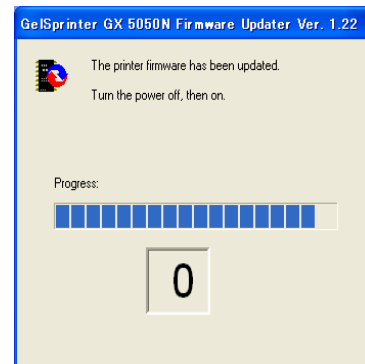 GelSprinter GX 5050N Firmware Updater Ver. 1.22
The printer firmware has been updated.
Turn the power off, then on.
Progress:
0